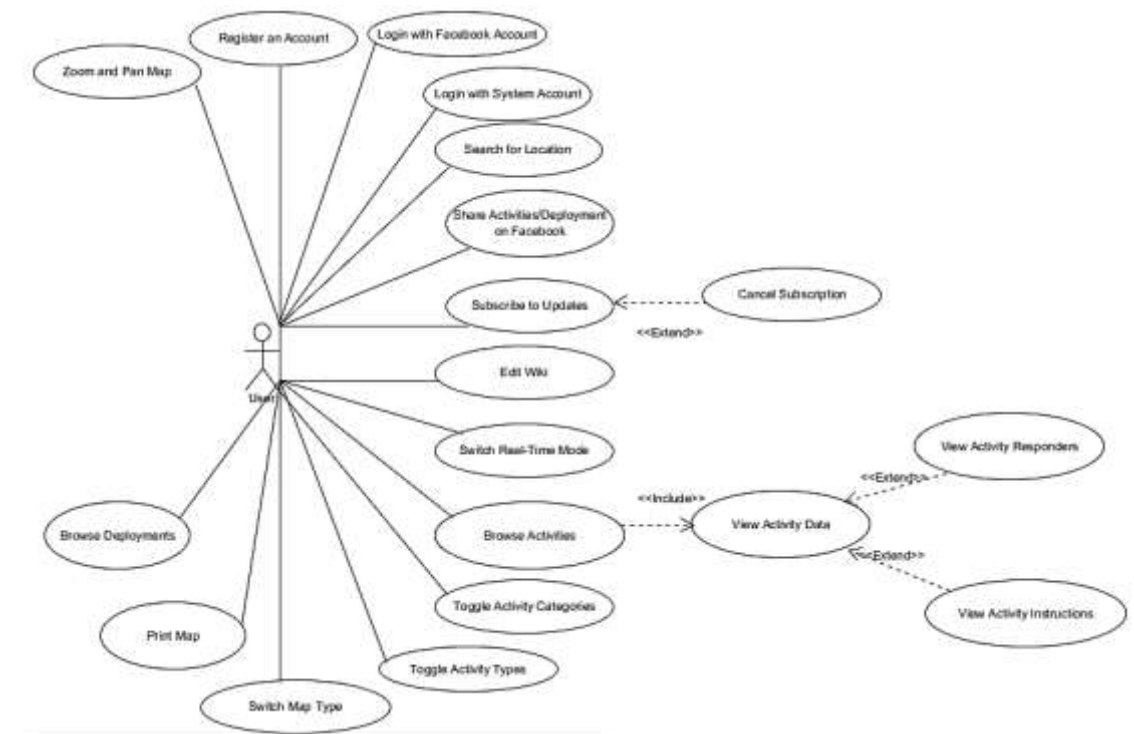 Register an Account
Login with Facebook Account
Zoom and Pan Map
Login with System Account
Search for Location
Share Activities/Deployment
on Facebook
Subscribe to Updates
Cancel Subscription
<<Extend>>
Edit Wiki
User
Switch Real-Time Mode
View Activity Responders
<<Extend>>
<<Include>>
View Activity Data
Browse Deployments
Browse Activities
<<Extend>>
Toggle Activity Categories
View Activity Instructions
Print Map
Toggle Activity Types
Switch Map Type